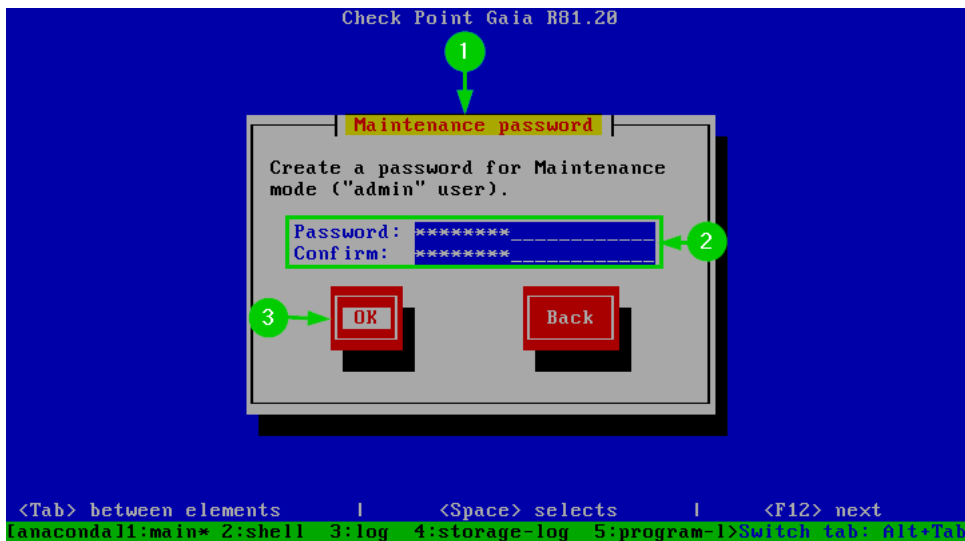 Check Point Gaia R81.20
1
Maintenance password
Create a password for Maintenance
mode ("admin" user).
Password: ********____________
Confirm: ********____________
2
3
OK
Back
<Tab> between elements | <Space> selects | <F12> next
[anaconda]1:main* 2:shell 3:log 4:storage-log 5:program-l>Switch tab: Alt+Tab